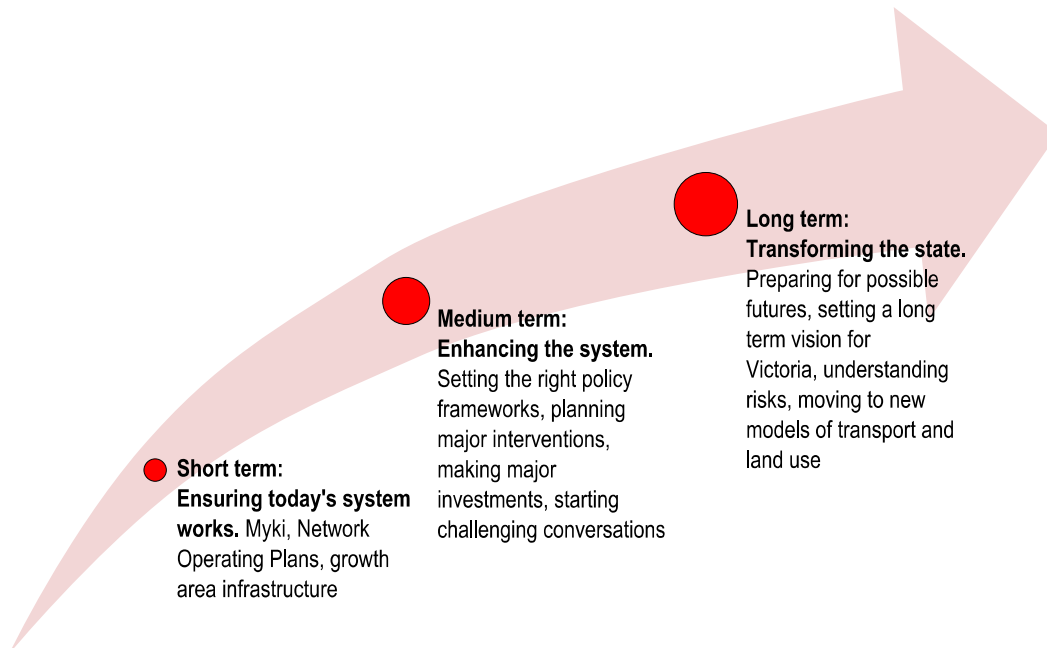 Short term:
Ensuring today's system
works. Myki, Network
Operating Plans, growth
area infrastructure
Medium term:
Enhancing the system.
Setting the right policy
frameworks, planning
major interventions,
making major
investments, starting
challenging conversations
Long term:
Transforming the state.
Preparing for possible
futures, setting a long
term vision for
Victoria, understanding
risks, moving to new
models of transport and
land use